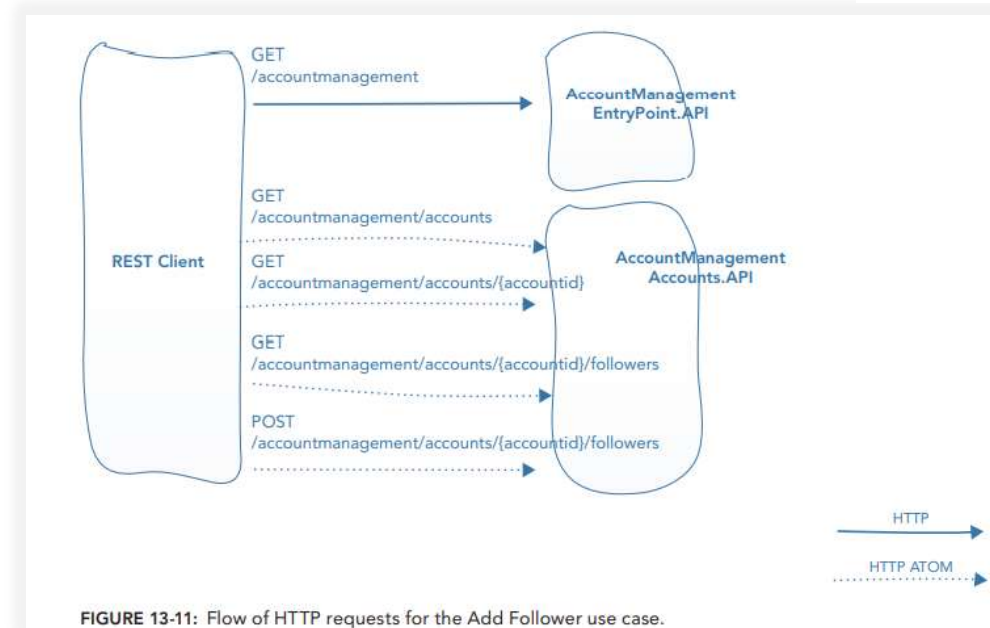 GET
/accountmanagement
AccountManagement
EntryPoint.API
GET
/accountmanagement/accounts
REST Client
GET
/accountmanagement/accounts/{accountid}
AccountManagement
Accounts.API
GET
/accountmanagement/accounts/{accountid}/followers
POST
/accountmanagement/accounts/{accountid}/followers
HTTP
HTTP ATOM
FIGURE 13-11: Flow of HTTP requests for the Add Follower use case.